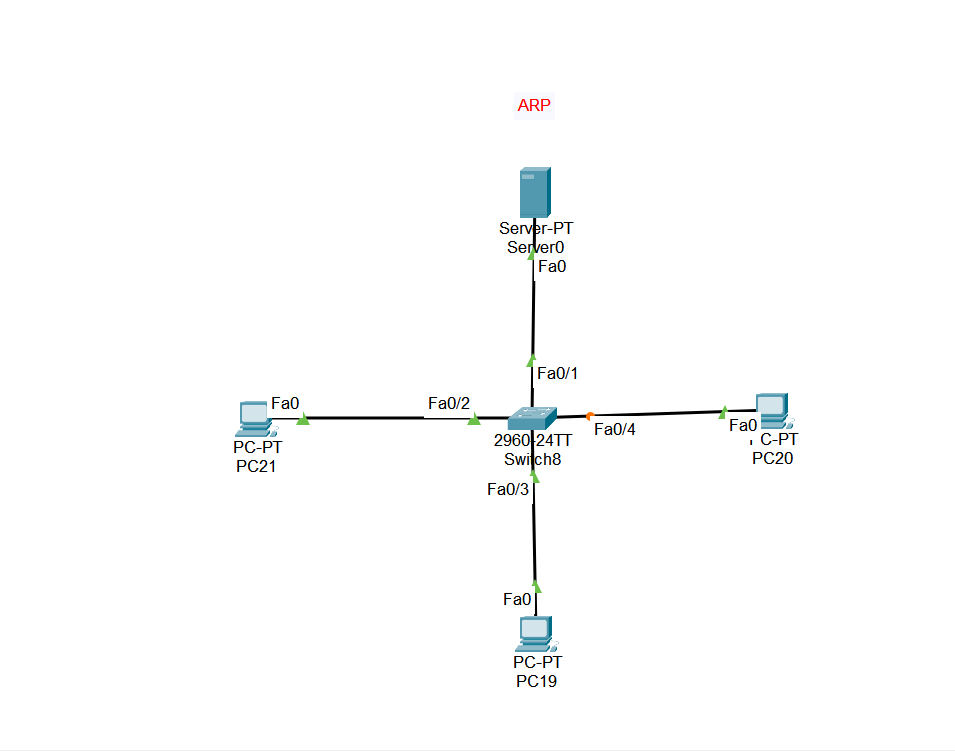 ARP
Server-PT
Server0
Fa0
Fa0/1
Fa0
Fa0/2
PC-PT
PC21
2960-24TT
Switch8
Fa0/4
Fa0
C-PT
PC20
Fa0/3
Fa0
PC-PT
PC19